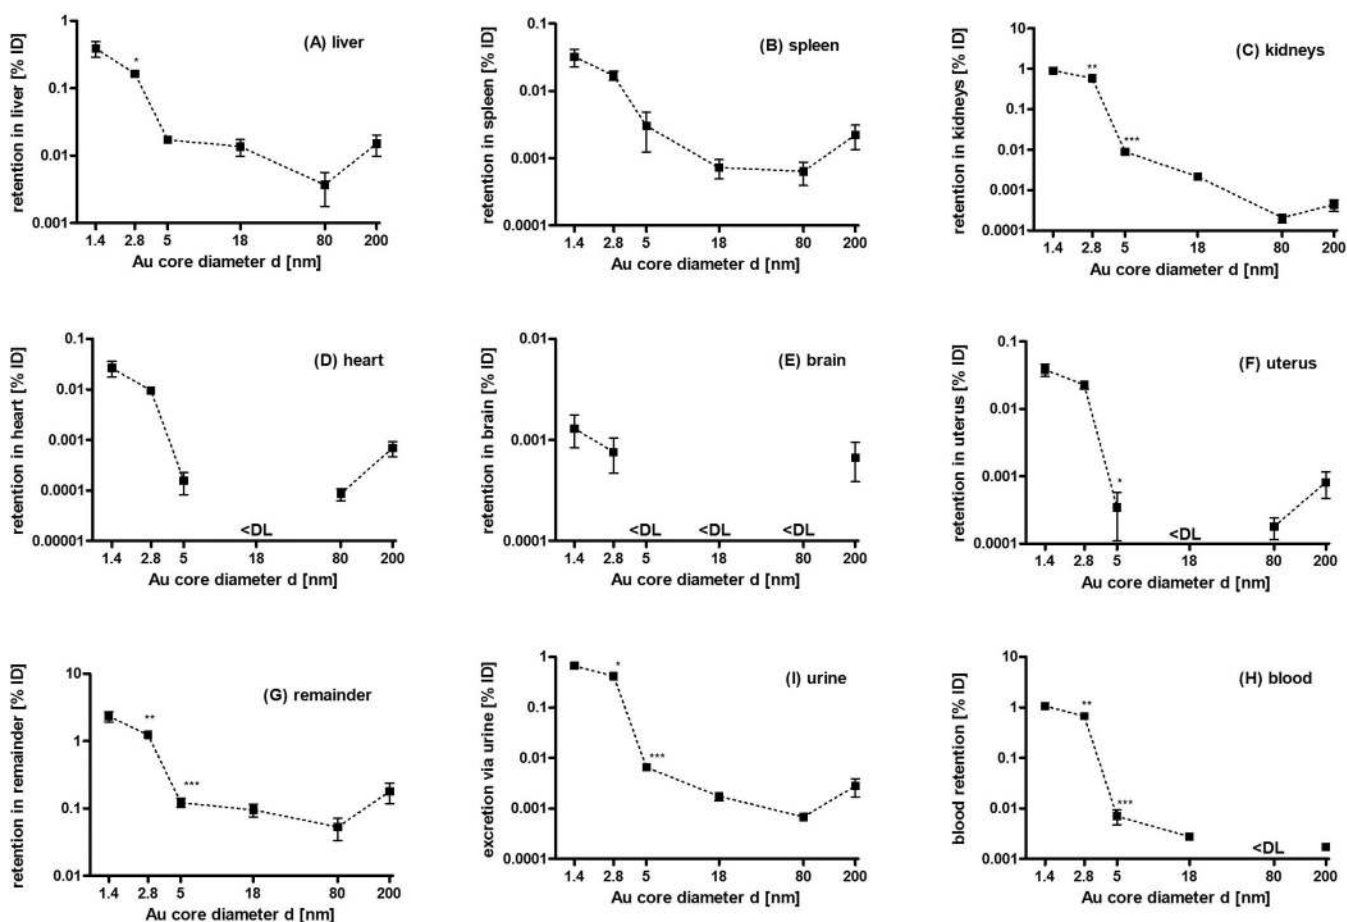 (A) liver
retention in liver [% ID]
1
0.1
0.01
0.001
*
1.4 2.8 5 18 80 200
Au core diameter d [nm]
(B) spleen
retention in spleen [% ID]
0.1
0.01
0.001
0.0001
1.4 2.8 5 18 80 200
Au core diameter d [nm]
(C) kidneys
retention in kidneys [% ID]
10
1
0.1
0.01
0.001
0.0001
**
***
1.4 2.8 5 18 80 200
Au core diameter d [nm]
(D) heart
retention in heart [% ID]
0.1
0.01
0.001
0.0001
0.00001
<DL
1.4 2.8 5 18 80 200
Au core diameter d [nm]
(E) brain
retention in brain [% ID]
0.01
0.001
0.0001
<DL <DL <DL
1.4 2.8 5 18 80 200
Au core diameter d [nm]
(F) uterus
retention in uterus [% ID]
0.1
0.01
0.001
0.0001
*
<DL
1.4 2.8 5 18 80 200
Au core diameter d [nm]
(G) remainder
retention in remainder [% ID]
10
1
0.1
0.01
**
***
1.4 2.8 5 18 80 200
Au core diameter d [nm]
(I) urine
excretion via urine [% ID]
1
0.1
0.01
0.001
0.0001
*
***
1.4 2.8 5 18 80 200
Au core diameter d [nm]
(H) blood
blood retention [% ID]
10
1
0.1
0.01
0.001
**
***
<DL
1.4 2.8 5 18 80 200
Au core diameter d [nm]